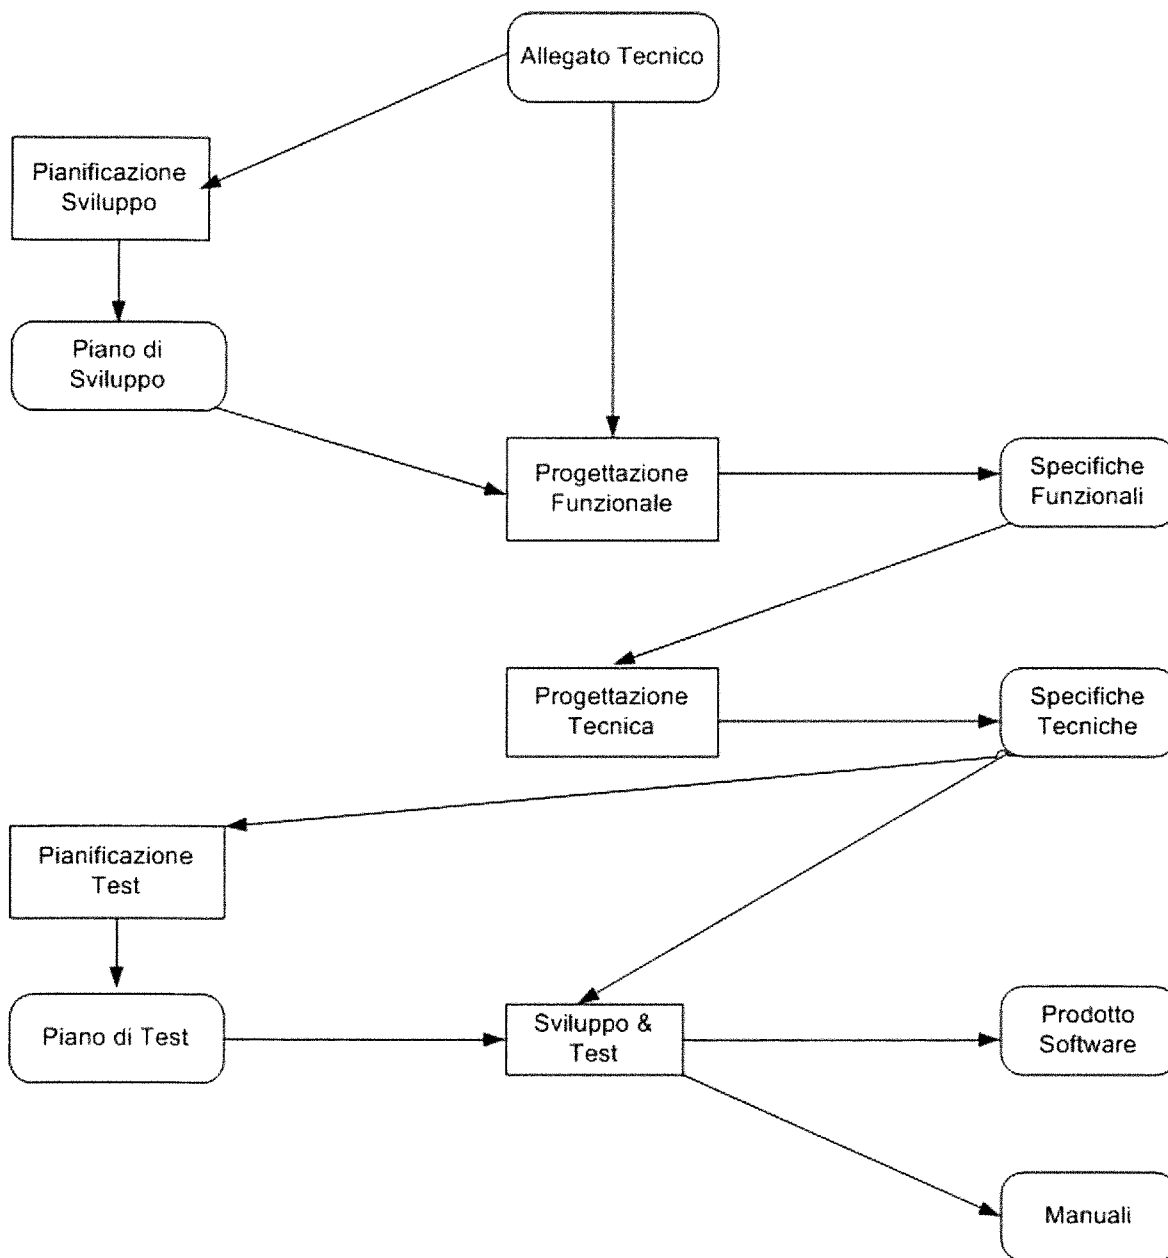 Allegato Tecnico
Pianificazione
Sviluppo
Piano di
Sviluppo
Progettazione
Funzionale
Specifiche
Funzionali
Progettazione
Tecnica
Specifiche
Tecniche
Pianificazione
Test
Piano di Test
Sviluppo &
Test
Prodotto
Software
Manuali